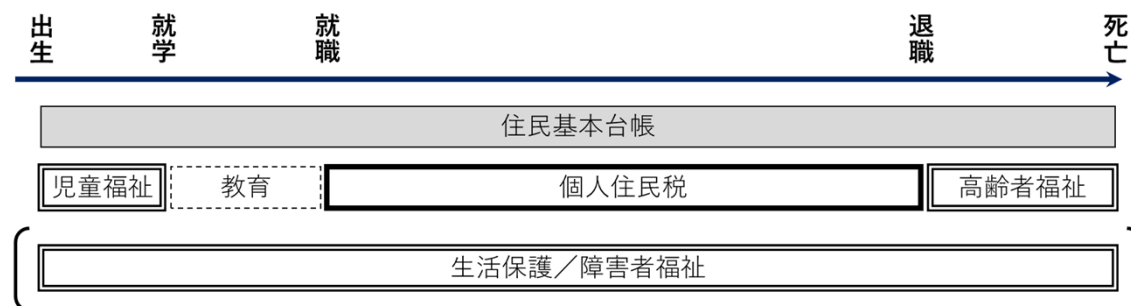 出生
就学
就職
退職
死亡
住民基本台帳
児童福祉
教育
個人住民税
高齢者福祉
生活保護／障害者福祉